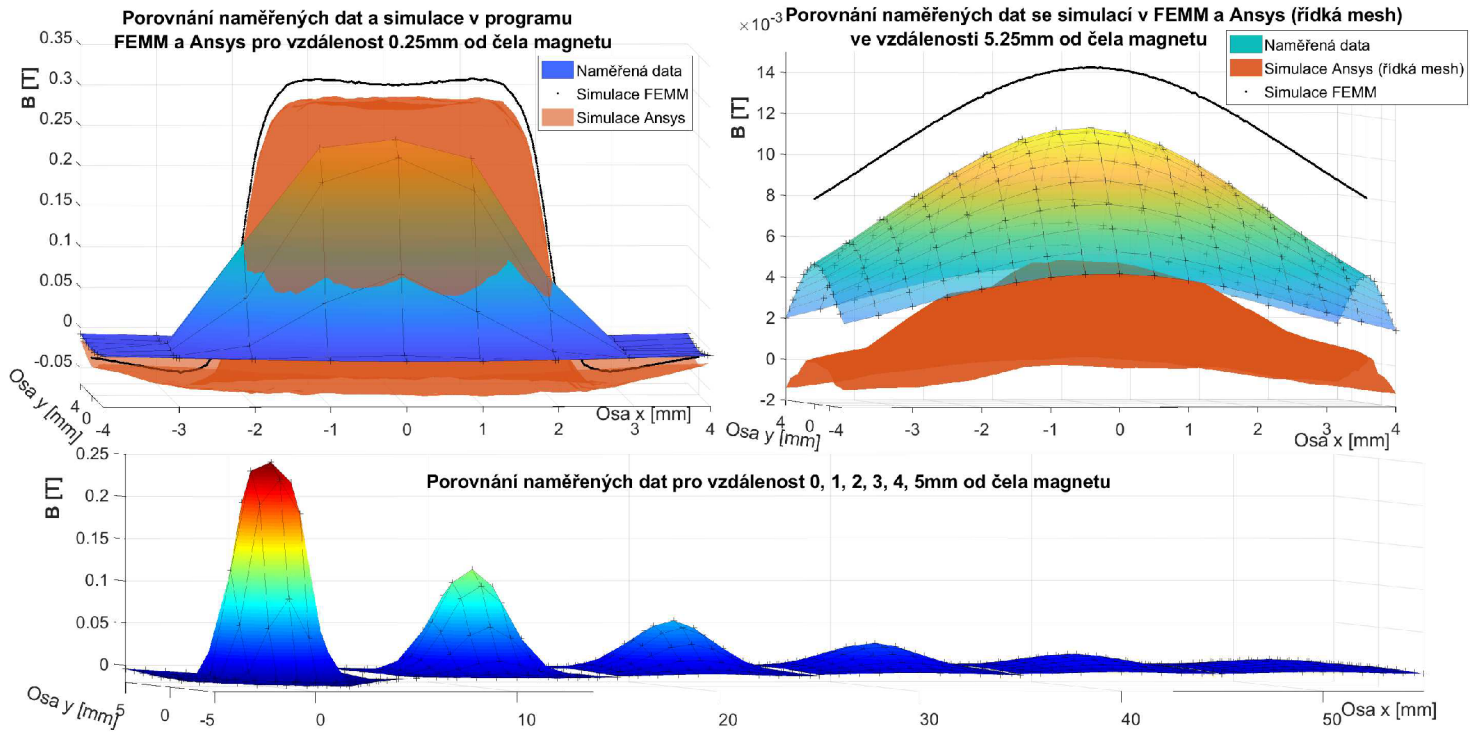 Porovnání naměřených dat a simulace v programu
FEMM a Ansys pro vzdálenost 0.25mm od čela magnetu
Naměřená data
Simulace FEMM
Simulace Ansys
B [T]
0.35
0.3
0.25
0.2
0.15
0.1
0.05
0
-0.05
Osa y [mm]
4
0
-4
-3
-2
-1
0
1
2
3
4
Osa x [mm]
Porovnání naměřených dat se simulací v FEMM a Ansys (řídká mesh)
ve vzdálenosti 5.25mm od čela magnetu
×10-3
Naměřená data
Simulace Ansys (řídká mesh)
Simulace FEMM
B [T]
14
12
10
8
6
4
2
0
-2
Osa y [mm]
4
0
-4
-3
-2
-1
0
1
2
3
4
Osa x [mm]
Porovnání naměřených dat pro vzdálenost 0, 1, 2, 3, 4, 5mm od čela magnetu
B [T]
0.25
0.2
0.15
0.1
0.05
0
Osa y [mm]
5
0
-5
0
10
20
30
40
50
Osa x [mm]